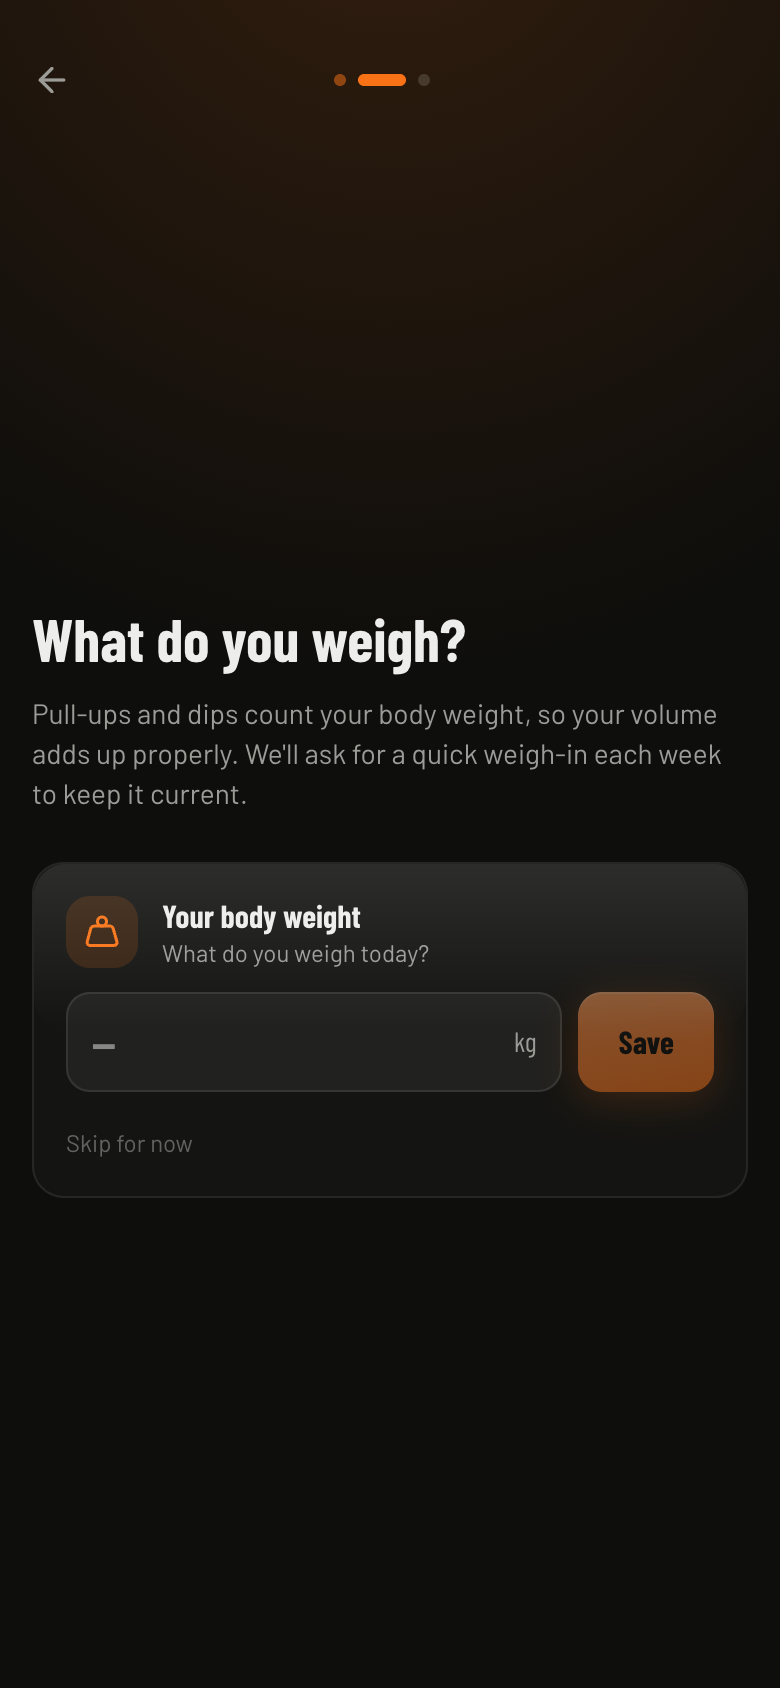 What do you weigh?
Pull-ups and dips count your body weight, so your volume
adds up properly. We'll ask for a quick weigh-in each week
to keep it current.
Your body weight
What do you weigh today?
– kg
Save
Skip for now